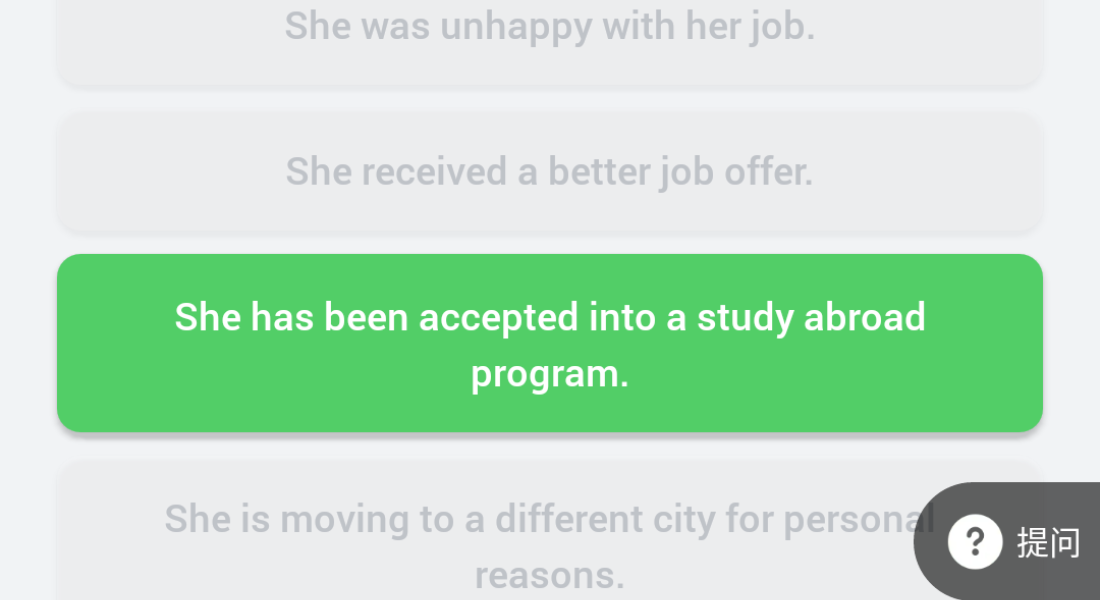 She was unhappy with her job.
She received a better job offer.
She has been accepted into a study abroad
program.
She is moving to a different city for personal
reasons.
提问